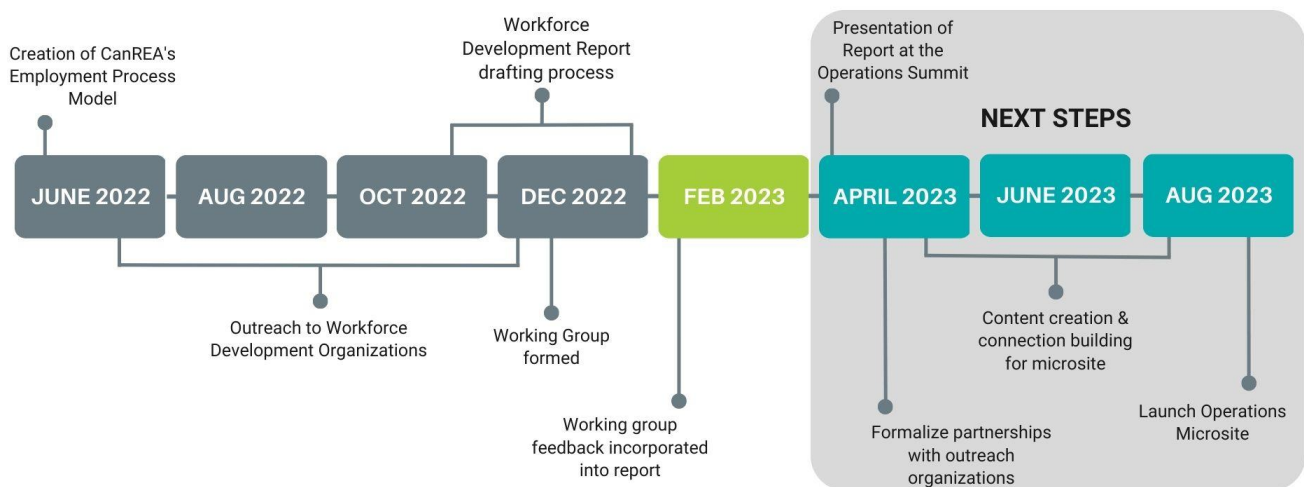 Creation of CanREA's
Employment Process
Model
Workforce
Development Report
drafting process
Presentation of
Report at the
Operations Summit
NEXT STEPS
JUNE 2022
AUG 2022
OCT 2022
DEC 2022
FEB 2023
APRIL 2023
JUNE 2023
AUG 2023
Outreach to Workforce
Development Organizations
Working Group
formed
Working group
feedback incorporated
into report
Formalize partnerships
with outreach
organizations
Content creation &
connection building
for microsite
Launch Operations
Microsite